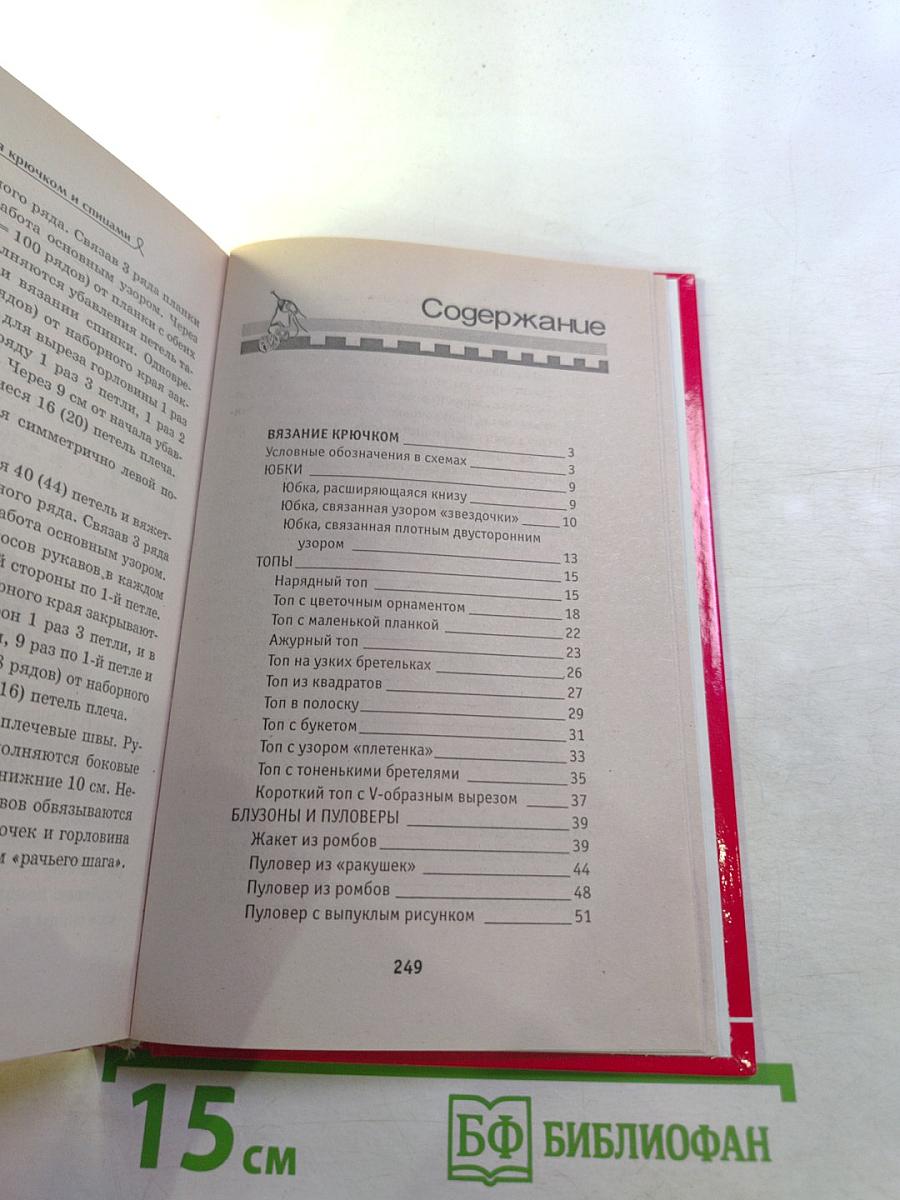 крючком и спицами
ного ряда. Связав 3 ряда планки
работа основным узором. Через
= 100 рядов) от планки с обеих
лняются убавления петель та-
и вязании спинки. Одновре-
рядов) от наборного края зак-
для выреза горловины 1 раз
ряду 1 раз 3 петли, 1 раз 2
Через 9 см от начала убав-
иеся 16 (20) петель плеча.
я симметрично левой по-
я 40 (44) петель и вяжет-
ного ряда. Связав 3 ряда
работа основным узором.
осов рукавов в каждом
й стороны по 1-й петле.
орного края закрывают-
он 1 раз 3 петли, и в
, 9 раз по 1-й петле и
8 рядов) от наборного
16) петель плеча.
плечевые швы. Ру-
олняются боковые
нижние 10 см. Не-
вов обвязываются
очек и горловина
м «рачьего шага».
Содержание
ВЯЗАНИЕ КРЮЧКОМ 3
Условные обозначения в схемах 3
ЮБКИ 9
Юбка, расширяющаяся книзу 9
Юбка, связанная узором «звездочки» 10
Юбка, связанная плотным двусторонним
узором 13
ТОПЫ 15
Нарядный топ 15
Топ с цветочным орнаментом 18
Топ с маленькой планкой 22
Ажурный топ 23
Топ на узких бретельках 26
Топ из квадратов 27
Топ в полоску 29
Топ с букетом 31
Топ с узором «плетенка» 33
Топ с тоненькими бретелями 35
Короткий топ с V-образным вырезом 37
БЛУЗОНЫ И ПУЛОВЕРЫ 39
Жакет из ромбов 39
Пуловер из «ракушек» 44
Пуловер из ромбов 48
Пуловер с выпуклым рисунком 51
249
15 см
БФ БИБЛИОФАН